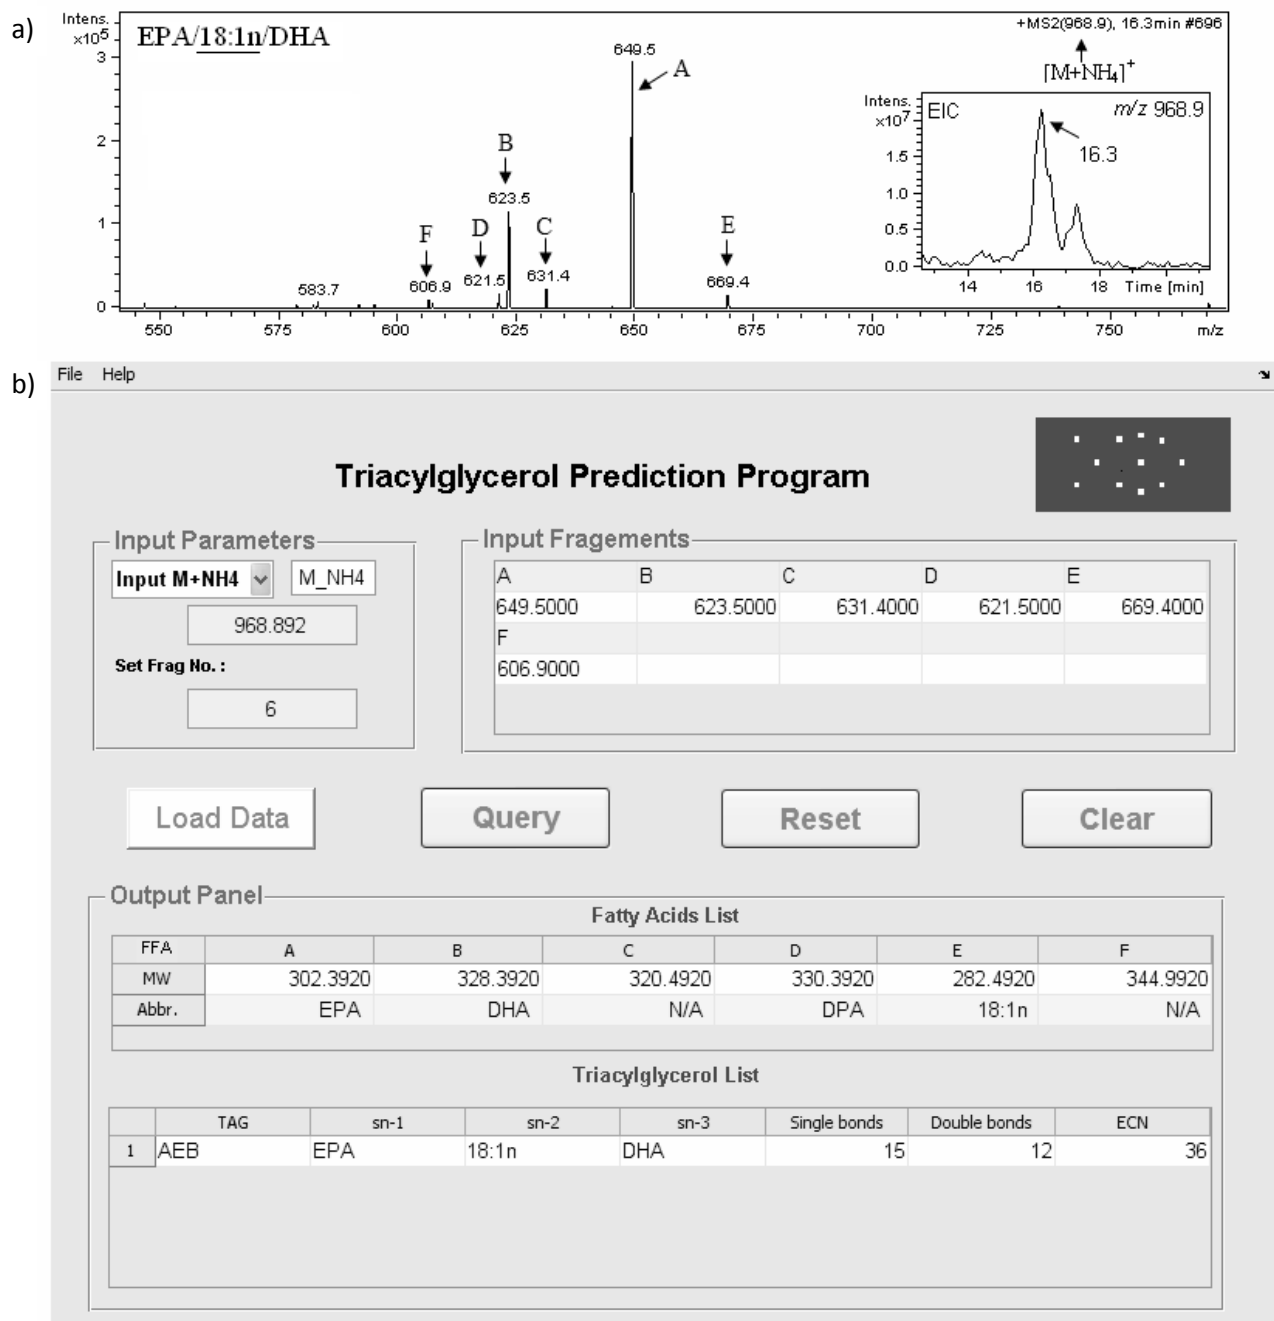 a)
Intens.
x10⁵
EPA/18:1n/DHA
+MS2(968.9), 16.3min #696
[M+NH₄]⁺
3
2
1
0
649.5
A
B
623.5
F
D
C
E
583.7
606.9
621.5
631.4
669.4
550 575 600 625 650 675 700 725 750 m/z
Intens.
x10⁷
EIC
m/z 968.9
16.3
1.5
1.0
0.5
0.0
14 16 18 Time [min]
b)
File Help
Triacylglycerol Prediction Program
Input Parameters
Input M+NH4 M_NH4
968.892
Set Frag No. :
6
Input Fragements
A B C D E
649.5000 623.5000 631.4000 621.5000 669.4000
F
606.9000
Load Data Query Reset Clear
Output Panel
Fatty Acids List
FFA A B C D E F
MW 302.3920 328.3920 320.4920 330.3920 282.4920 344.9920
Abbr. EPA DHA N/A DPA 18:1n N/A
Triacylglycerol List
TAG sn-1 sn-2 sn-3 Single bonds Double bonds ECN
1 AEB EPA 18:1n DHA 15 12 36